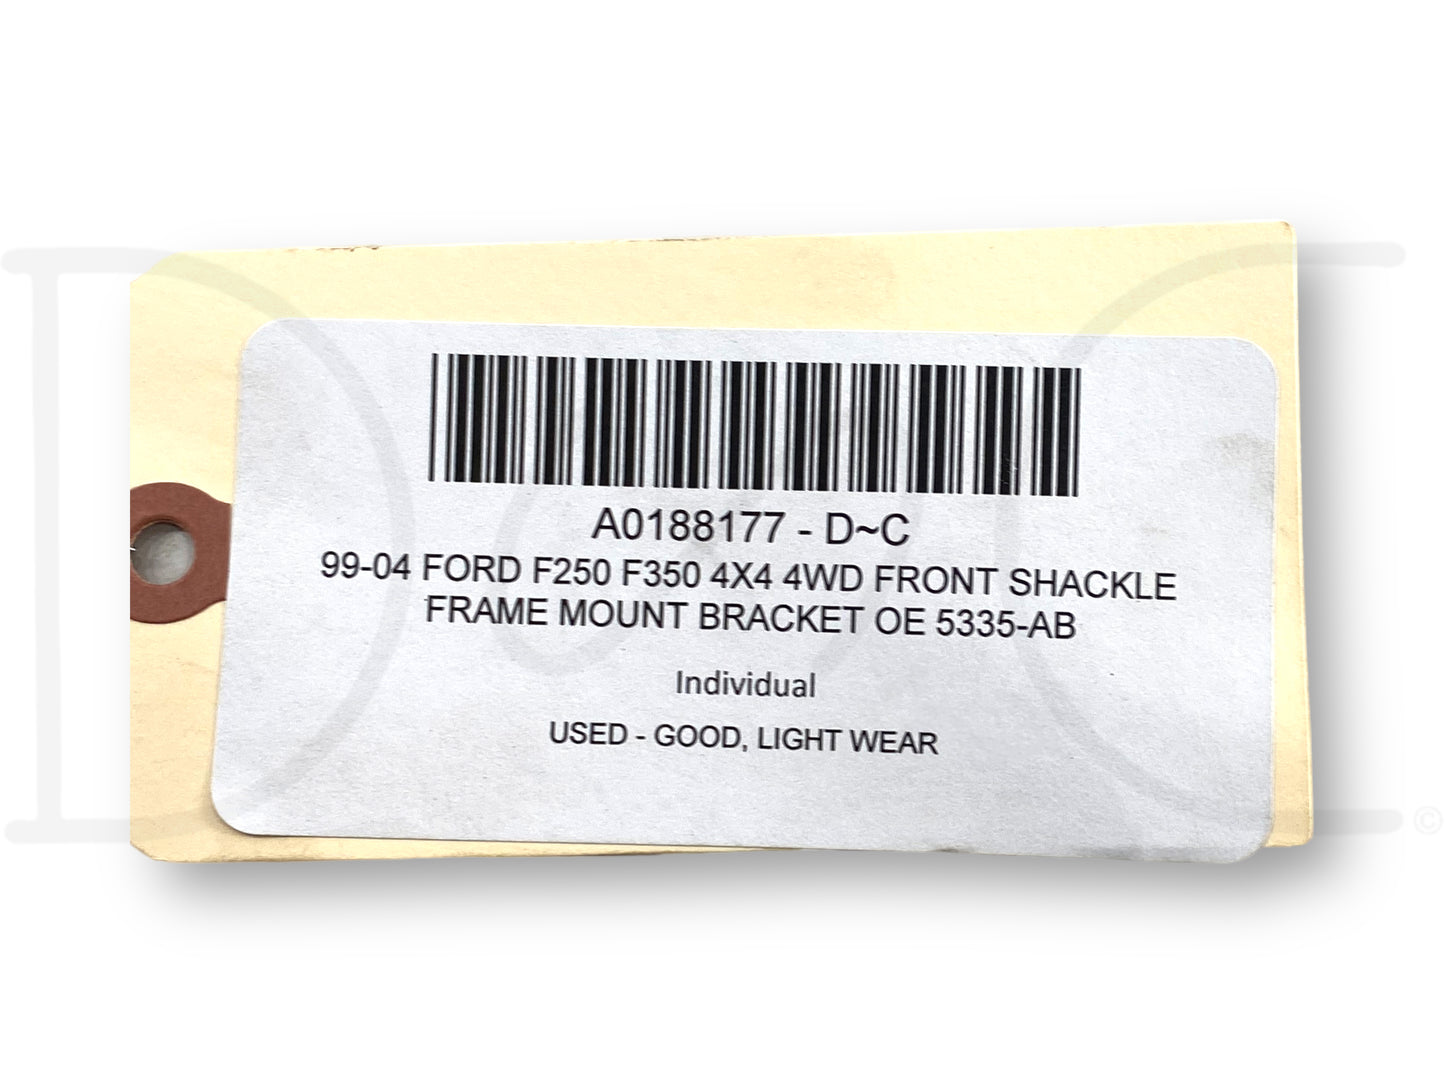 A0188177 - D~C
99-04 FORD F250 F350 4X4 4WD FRONT SHACKLE
FRAME MOUNT BRACKET OE 5335-AB
Individual
USED - GOOD, LIGHT WEAR
©